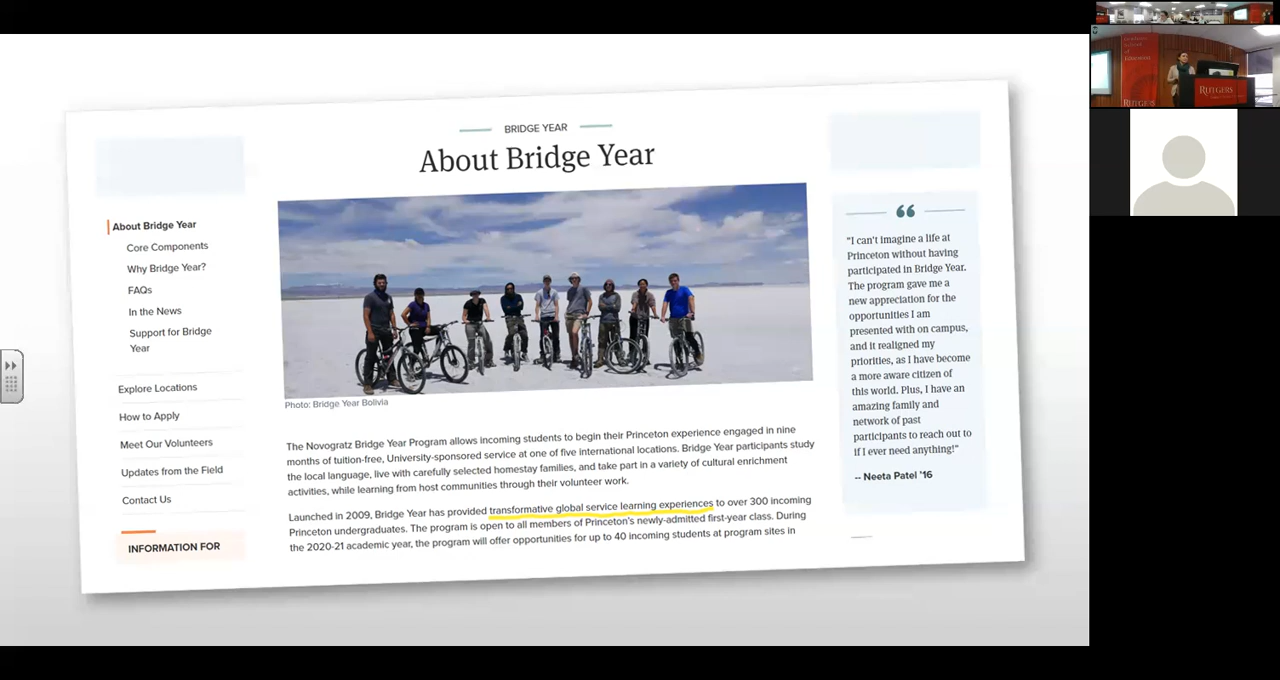 BRIDGE YEAR
About Bridge Year
About Bridge Year
Core Components
Why Bridge Year?
FAQs
In the News
Support for Bridge
Year
Explore Locations
How to Apply
Meet Our Volunteers
Updates from the Field
Contact Us
INFORMATION FOR
Photo: Bridge Year Bolivia
The Novogratz Bridge Year Program allows incoming students to begin their Princeton experience engaged in nine
months of tuition-free, University-sponsored service at one of five international locations. Bridge Year participants study
the local language, live with carefully selected homestay families, and take part in a variety of cultural enrichment
activities, while learning from host communities through their volunteer work.
Launched in 2009, Bridge Year has provided transformative global service learning experiences to over 300 incoming
Princeton undergraduates. The program is open to all members of Princeton's newly-admitted first-year class. During
the 2020-21 academic year, the program will offer opportunities for up to 40 incoming students at program sites in
"I can't imagine a life at
Princeton without having
participated in Bridge Year.
The program gave me a
new appreciation for the
opportunities I am
presented with on campus,
and it realigned my
priorities, as I have become
a more aware citizen of
this world. Plus, I have an
amazing family and
network of past
participants to reach out to
if I ever need anything!"
-- Neeta Patel '16
Graduate
School
of
Education
RUTGERS
RUTGERS